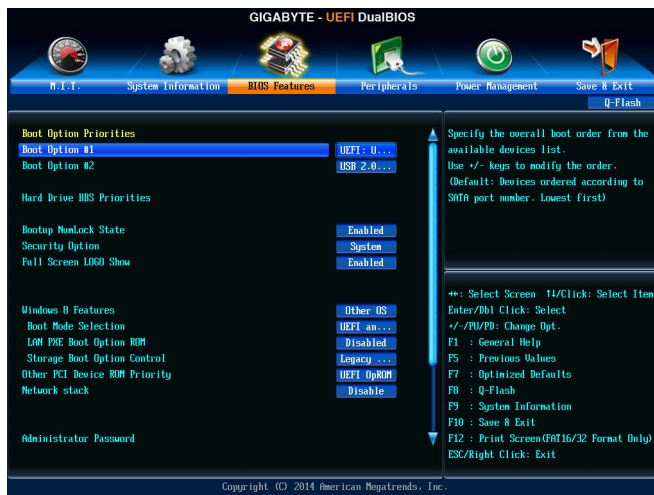 GIGABYTE - UEFI DualBIOS
M.I.T. System Information BIOS Features Peripherals Power Management Save & Exit
Q-Flash
Boot Option Priorities
Boot Option #1 UEFI: U...
Boot Option #2 USB 2.0...
Hard Drive BBS Priorities
Bootup NumLock State Enabled
Security Option System
Full Screen LOGO Show Enabled
Windows 8 Features Other OS
Boot Mode Selection UEFI an...
LAN PXE Boot Option ROM Disabled
Storage Boot Option Control Legacy ...
Other PCI Device ROM Priority UEFI OpROM
Network stack Disable
Administrator Password
Specify the overall boot order from the
available devices list.
Use +/- keys to modify the order.
(Default: Devices ordered according to
SATA port number. Lowest first)
↔: Select Screen ↑↓/Click: Select Item
Enter/Dbl Click: Select
+/-/PU/PD: Change Opt.
F1 : General Help
F5 : Previous Values
F7 : Optimized Defaults
F8 : Q-Flash
F9 : System Information
F10 : Save & Exit
F12 : Print Screen(FAT16/32 Format Only)
ESC/Right Click: Exit
Copyright (C) 2014 American Megatrends, Inc.